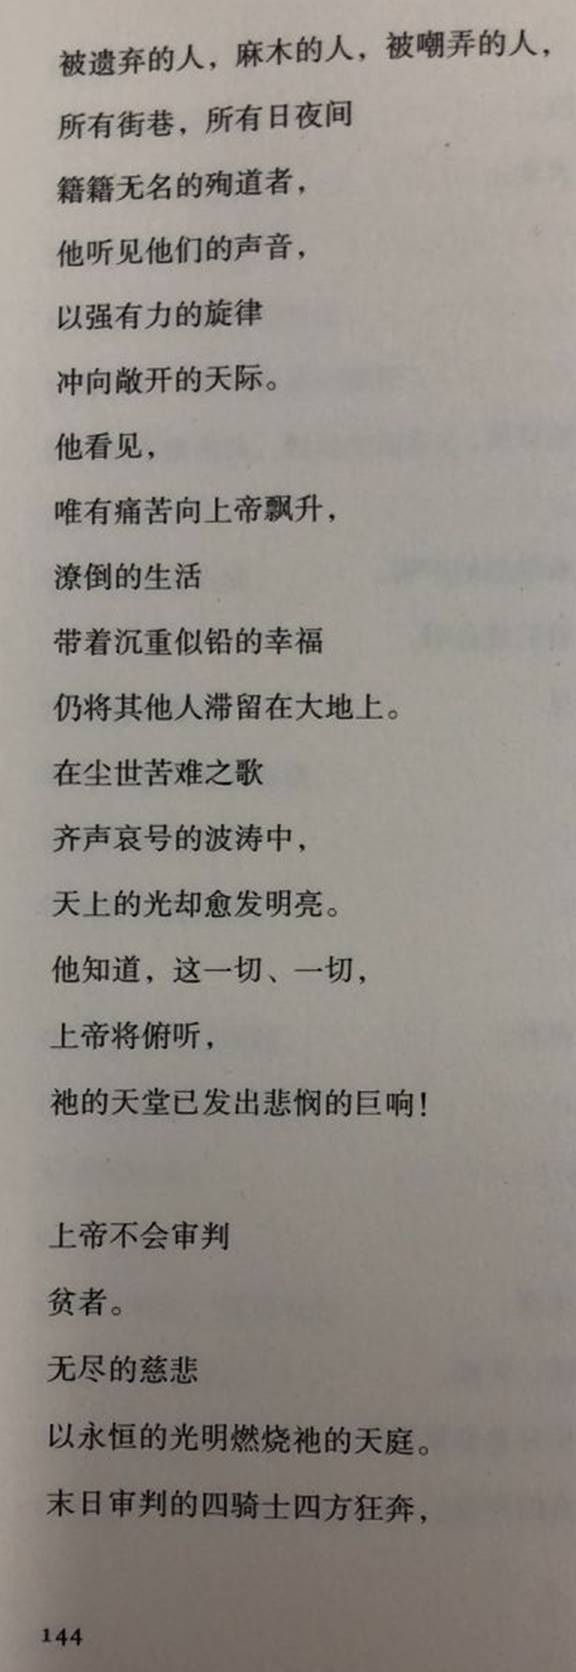 被遗弃的人，麻木的人，被嘲弄的人，
所有街巷，所有日夜间
籍籍无名的殉道者，
他听见他们的声音，
以强有力的旋律
冲向敞开的天际。
他看见，
唯有痛苦向上帝飘升，
潦倒的生活
带着沉重似铅的幸福
仍将其他人滞留在大地上。
在尘世苦难之歌
齐声哀号的波涛中，
天上的光却愈发明亮。
他知道，这一切、一切，
上帝将俯听，
祂的天堂已发出悲悯的巨响！
上帝不会审判
贫者。
无尽的慈悲
以永恒的光明燃烧祂的天庭。
末日审判的四骑士四方狂奔，
144